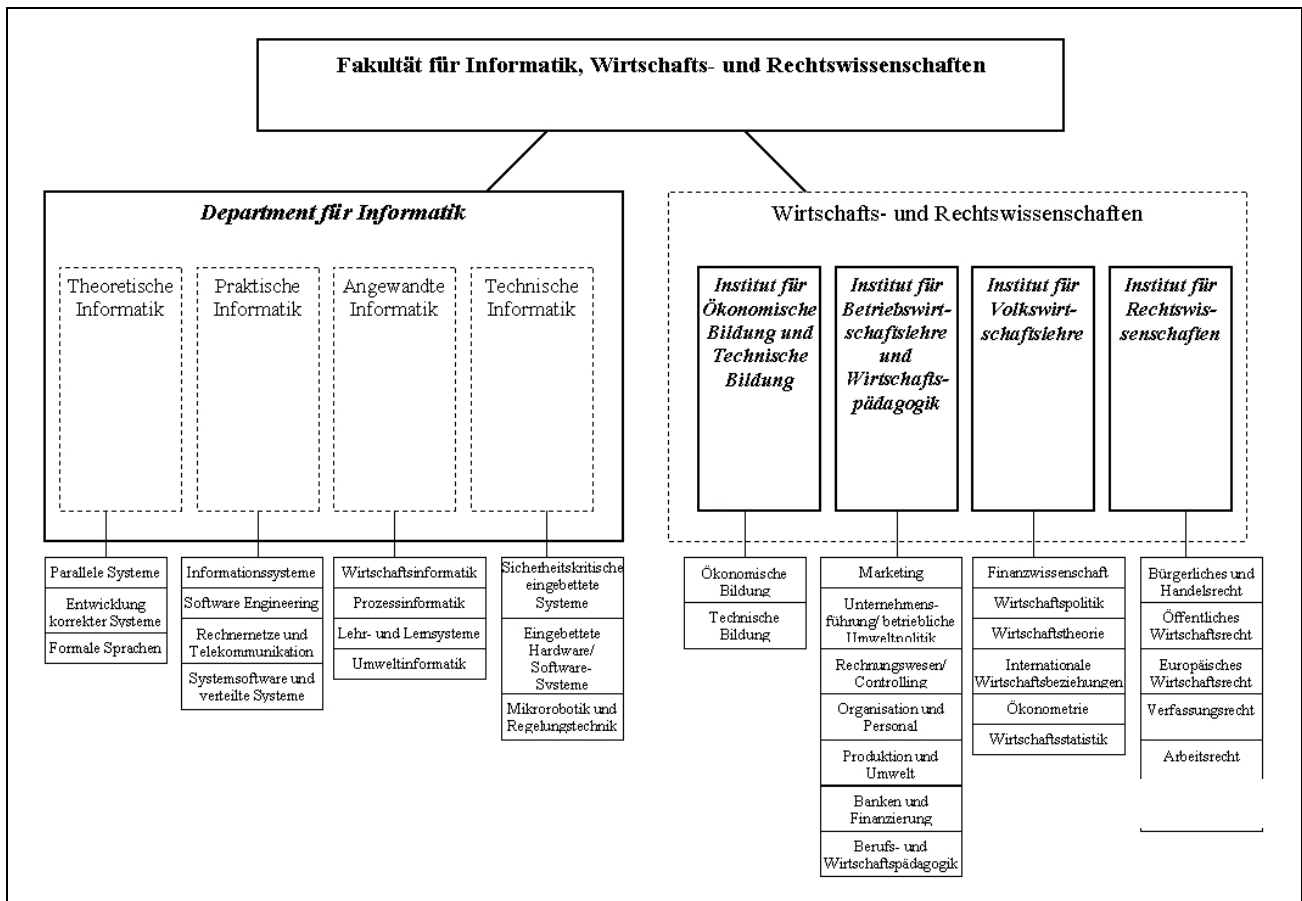 Fakultät für Informatik, Wirtschafts- und Rechtswissenschaften
Department für Informatik
Theoretische
Informatik
Praktische
Informatik
Angewandte
Informatik
Technische
Informatik
Parallele Systeme
Entwicklung
korrekter Systeme
Formale Sprachen
Informationssysteme
Software Engineering
Rechnernetze und
Telekommunikation
Systemsoftware und
verteilte Systeme
Wirtschaftsinformatik
Prozessinformatik
Lehr- und Lernsysteme
Umweltinformatik
Sicherheitskritische
eingebettete
Systeme
Eingebettete
Hardware/
Software-
Systeme
Mikrorobotik und
Regelungstechnik
Wirtschafts- und Rechtswissenschaften
Institut für
Ökonomische
Bildung und
Technische
Bildung
Institut für
Betriebswirt-
schaftslehre
und
Wirtschafts-
pädagogik
Institut für
Volkswirt-
schaftslehre
Institut für
Rechtswis-
senschaften
Ökonomische
Bildung
Technische
Bildung
Marketing
Unternehmens-
führung/ betriebliche
Umweltpolitik
Rechnungswesen/
Controlling
Organisation und
Personal
Produktion und
Umwelt
Banken und
Finanzierung
Berufs- und
Wirtschaftspädagogik
Finanzwissenschaft
Wirtschaftspolitik
Wirtschaftstheorie
Internationale
Wirtschaftsbeziehungen
Ökonometrie
Wirtschaftsstatistik
Bürgerliches und
Handelsrecht
Öffentliches
Wirtschaftsrecht
Europäisches
Wirtschaftsrecht
Verfassungsrecht
Arbeitsrecht